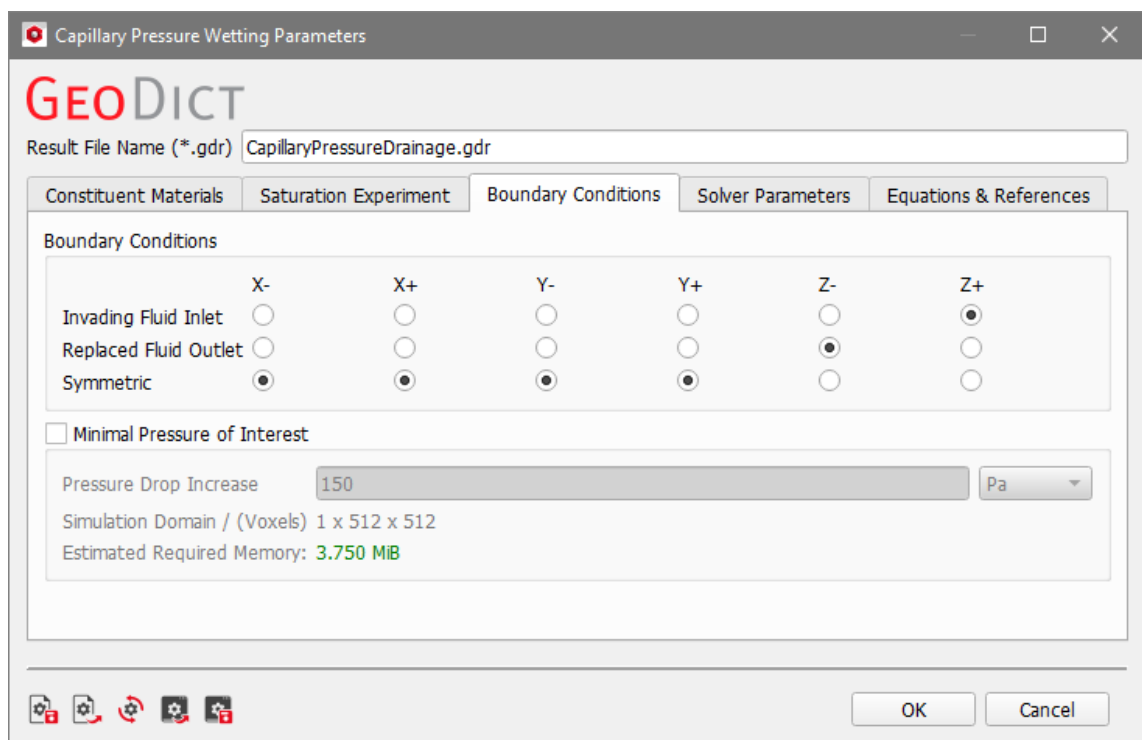 Capillary Pressure Wetting Parameters
GEODICT
Result File Name (*.gdr) CapillaryPressureDrainage.gdr
Constituent Materials Saturation Experiment Boundary Conditions Solver Parameters Equations & References
Boundary Conditions
X- X+ Y- Y+ Z- Z+
Invading Fluid Inlet
Replaced Fluid Outlet
Symmetric
Minimal Pressure of Interest
Pressure Drop Increase 150 Pa
Simulation Domain / (Voxels) 1 x 512 x 512
Estimated Required Memory: 3.750 MiB
OK Cancel